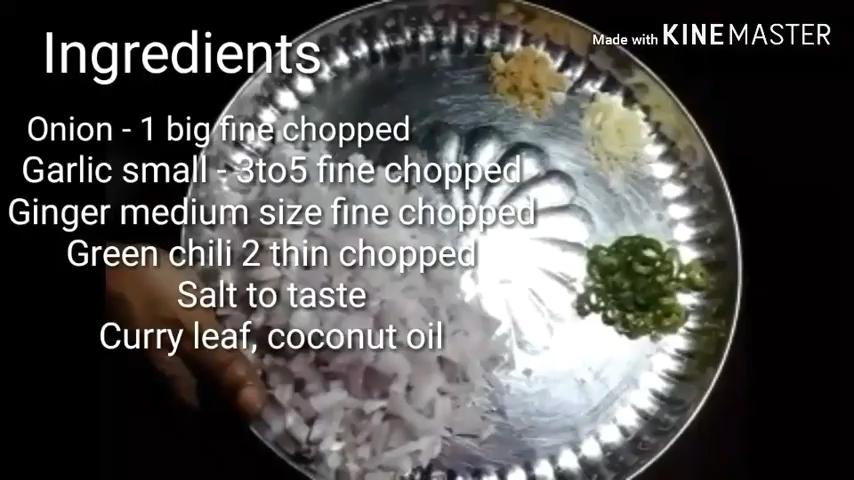 Made with KINEMASTER
Ingredients
Onion - 1 big fine chopped
Garlic small - 3to5 fine chopped
Ginger medium size fine chopped
Green chili 2 thin chopped
Salt to taste
Curry leaf, coconut oil